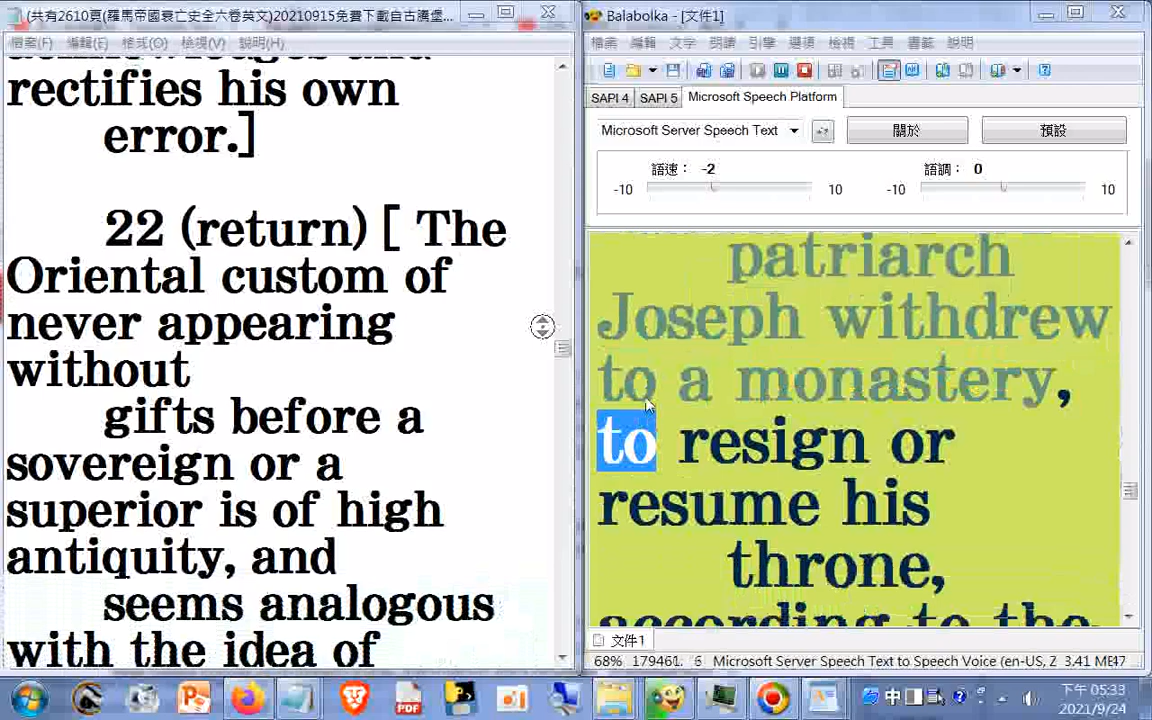 (共有2610頁(羅馬帝國衰亡史全六卷英文)20210915免費下載自古騰堡...
檔案(F) 編輯(E) 格式(O) 檢視(V) 說明(H)
rectifies his own
error.]
22 (return) [ The
Oriental custom of
never appearing
without
gifts before a
sovereign or a
superior is of high
antiquity, and
seems analogous
with the idea of
Balabolka - [文件1]
檔案 編輯 文字 朗讀 引擎 選項 檢視 工具 書籤 說明
SAPI 4 SAPI 5 Microsoft Speech Platform
Microsoft Server Speech Text
關於
預設
語速： -2
語調： 0
-10 10 -10 10
patriarch
Joseph withdrew
to a monastery,
to resign or
resume his
throne,
according to the
文件1
68% 179461. 6 Microsoft Server Speech Text to Speech Voice (en-US, Z 3.41 ME47
PDF
中
下午 05:33
2021/9/24